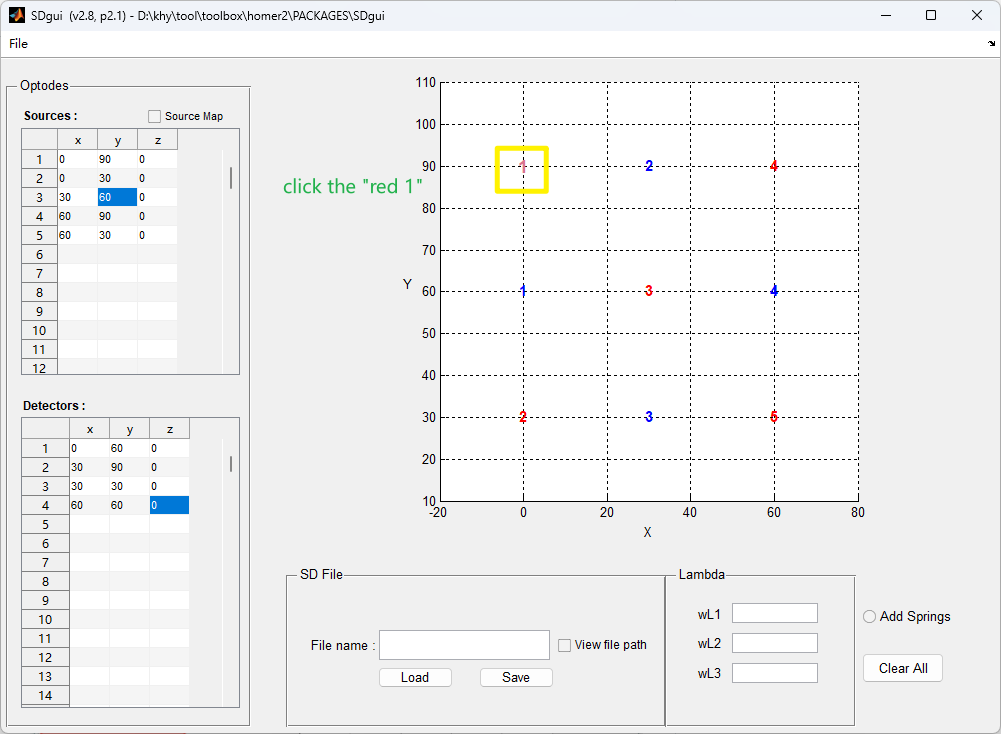 SDgui (v2.8, p2.1) - D:\khy\tool\toolbox\homer2\PACKAGES\SDgui
File
Optodes
Sources :
Source Map
x y z
1 0 90 0
2 0 30 0
3 30 60 0
4 60 90 0
5 60 30 0
6
7
8
9
10
11
12
Detectors :
x y z
1 0 60 0
2 30 90 0
3 30 30 0
4 60 60 0
5
6
7
8
9
10
11
12
13
14
click the "red 1"
110
100
90
80
70
60
50
40
30
20
10
Y
1 2 4
1 3 4
2 3 5
-20 0 20 40 60 80
X
SD File
File name :
View file path
Load
Save
Lambda
wL1
wL2
wL3
Add Springs
Clear All